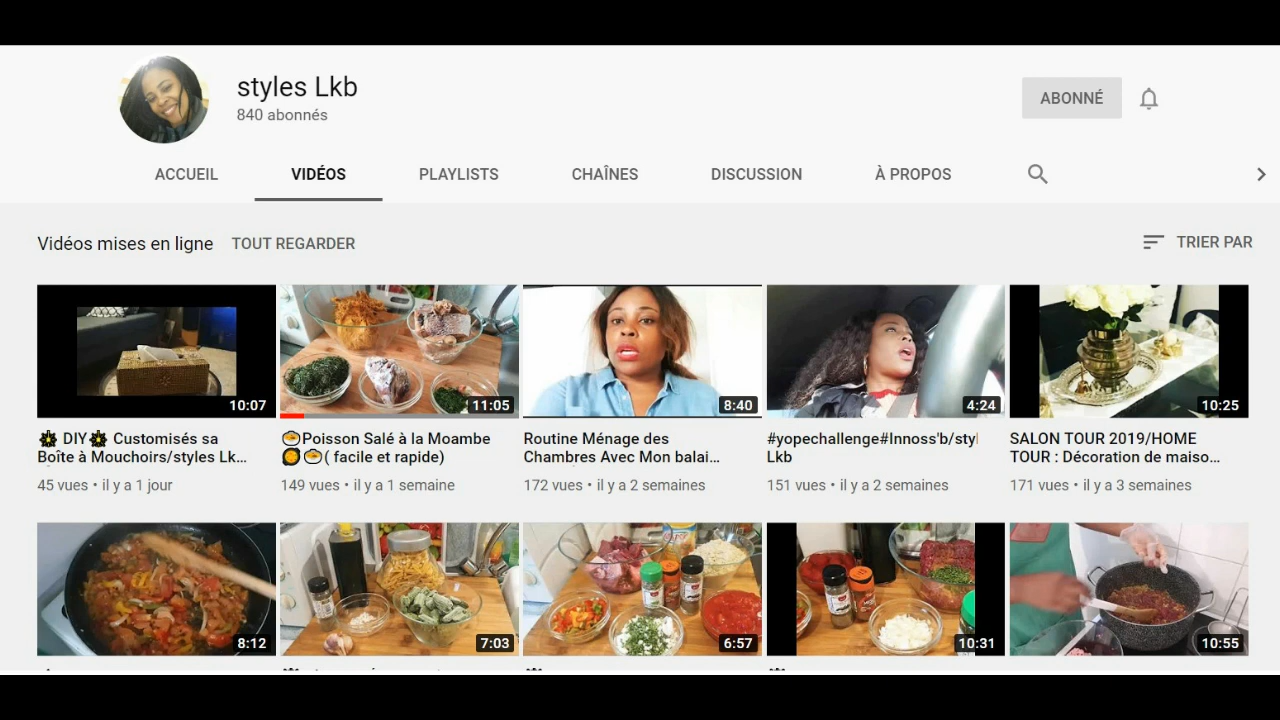 styles Lkb
840 abonnés
ABONNÉ
ACCUEIL VIDÉOS PLAYLISTS CHAÎNES DISCUSSION À PROPOS
Vidéos mises en ligne TOUT REGARDER
TRIER PAR
10:07
DIY Customisés sa
Boîte à Mouchoirs/styles Lk...
45 vues • il y a 1 jour
11:05
Poisson Salé à la Moambe
( facile et rapide)
149 vues • il y a 1 semaine
8:40
Routine Ménage des
Chambres Avec Mon balai...
172 vues • il y a 2 semaines
4:24
#yopechallenge#Innoss'b/styl
Lkb
151 vues • il y a 2 semaines
10:25
SALON TOUR 2019/HOME
TOUR : Décoration de maiso...
171 vues • il y a 3 semaines
8:12
7:03
6:57
10:31
10:55